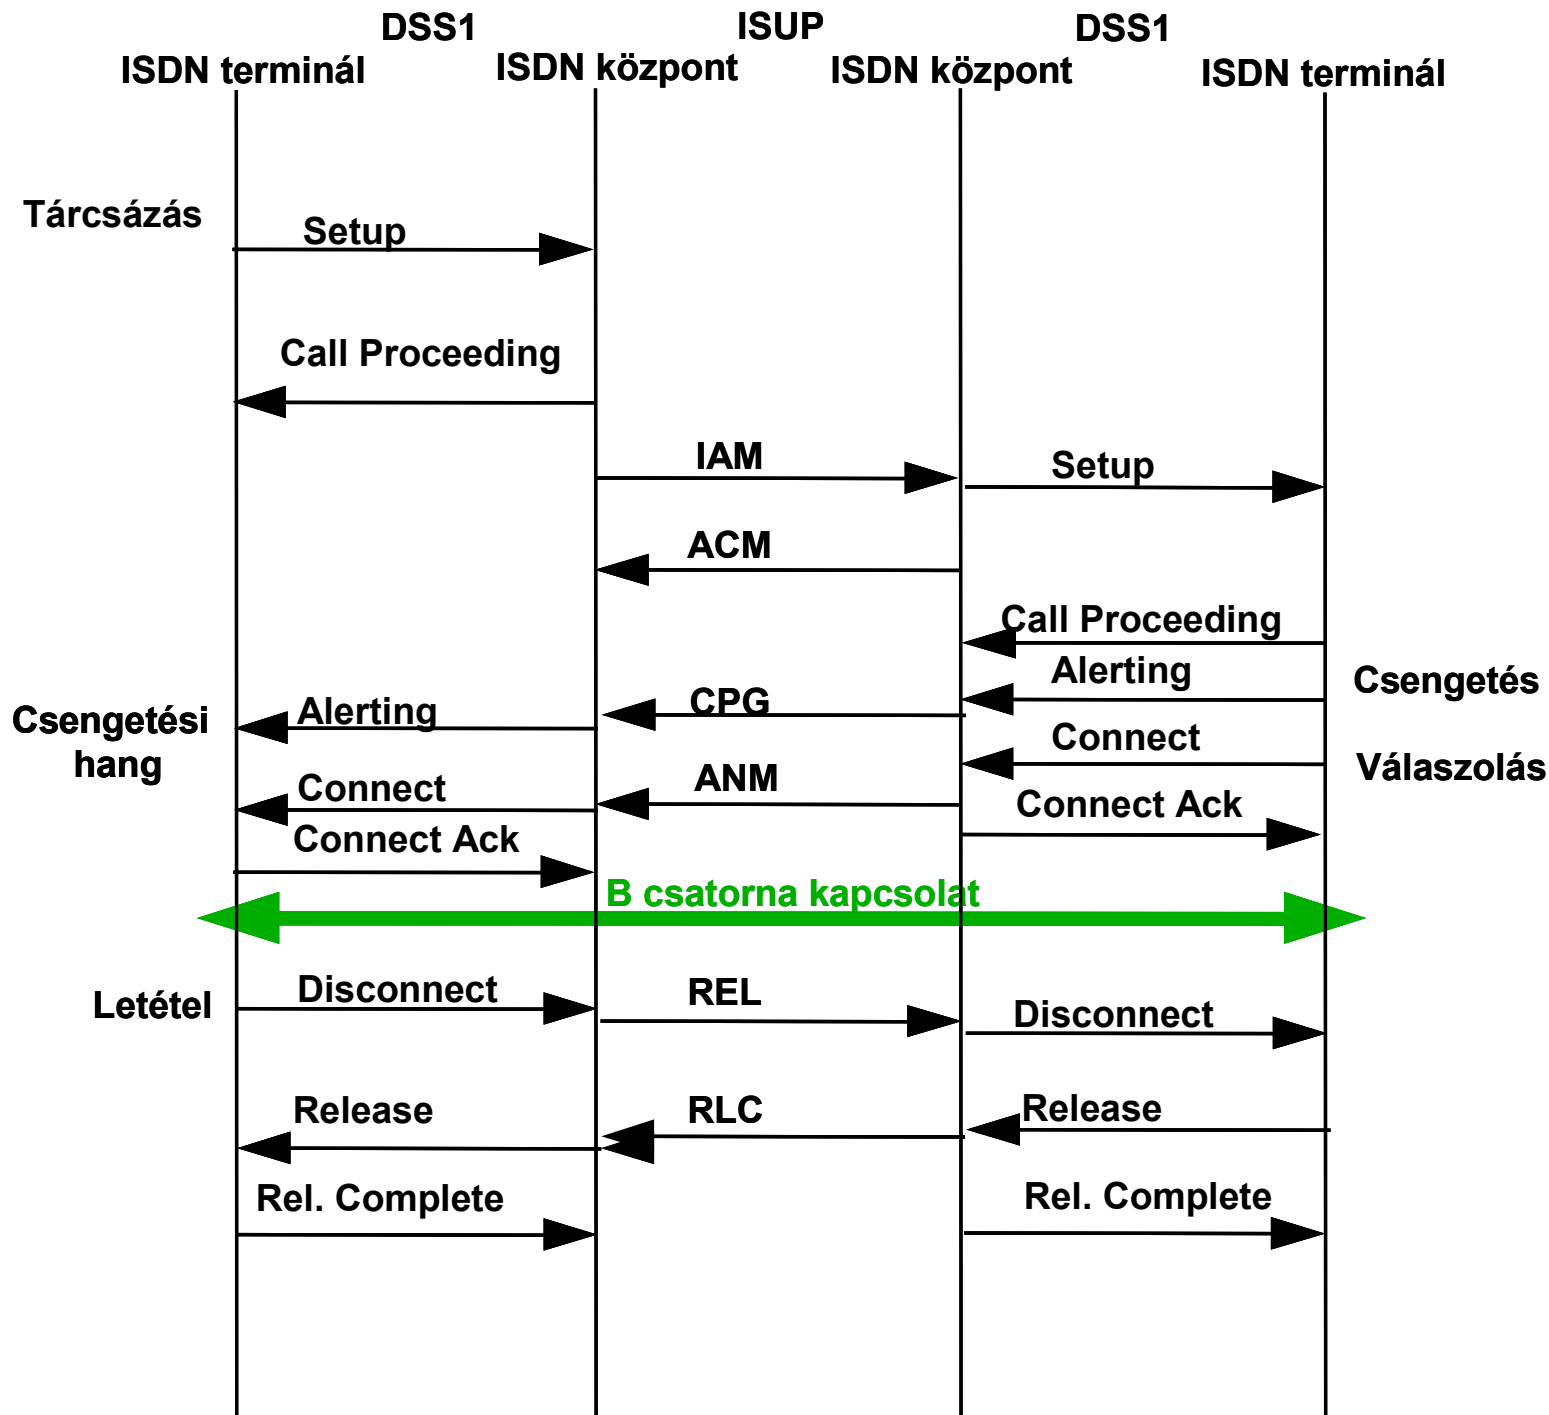 DSS1
ISUP
DSS1
ISDN terminál
ISDN központ
ISDN központ
ISDN terminál
Tárcsázás
Setup
Call Proceeding
IAM
Setup
ACM
Call Proceeding
Alerting
Csengetés
CPG
Alerting
Csengetési
hang
Connect
Válaszolás
ANM
Connect
Connect Ack
Connect Ack
B csatorna kapcsolat
Disconnect
REL
Letétel
Disconnect
Release
RLC
Release
Rel. Complete
Rel. Complete